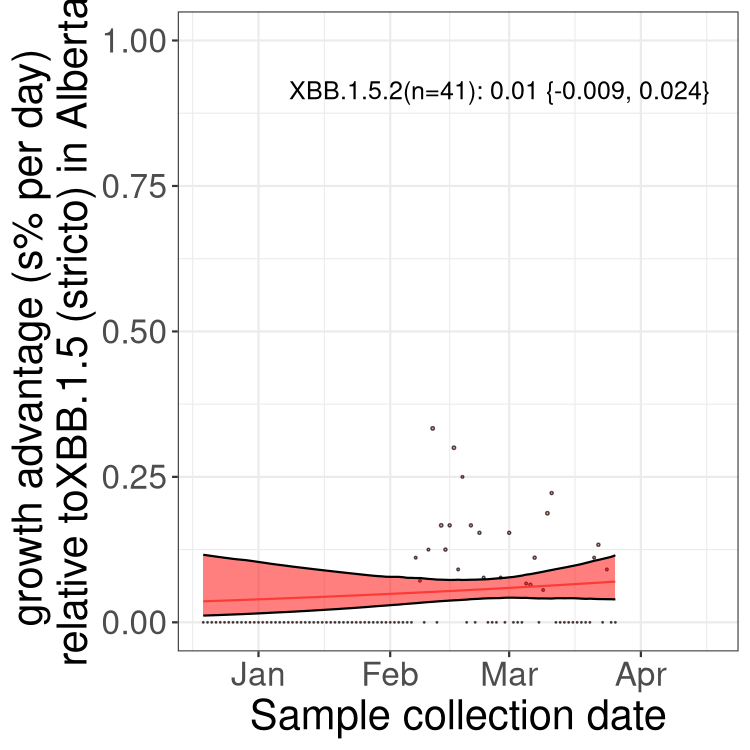 growth advantage (s% per day)
relative toXBB.1.5 (stricto) in Alberta
1.00
0.75
0.50
0.25
0.00
XBB.1.5.2(n=41): 0.01 {-0.009, 0.024}
Jan Feb Mar Apr
Sample collection date